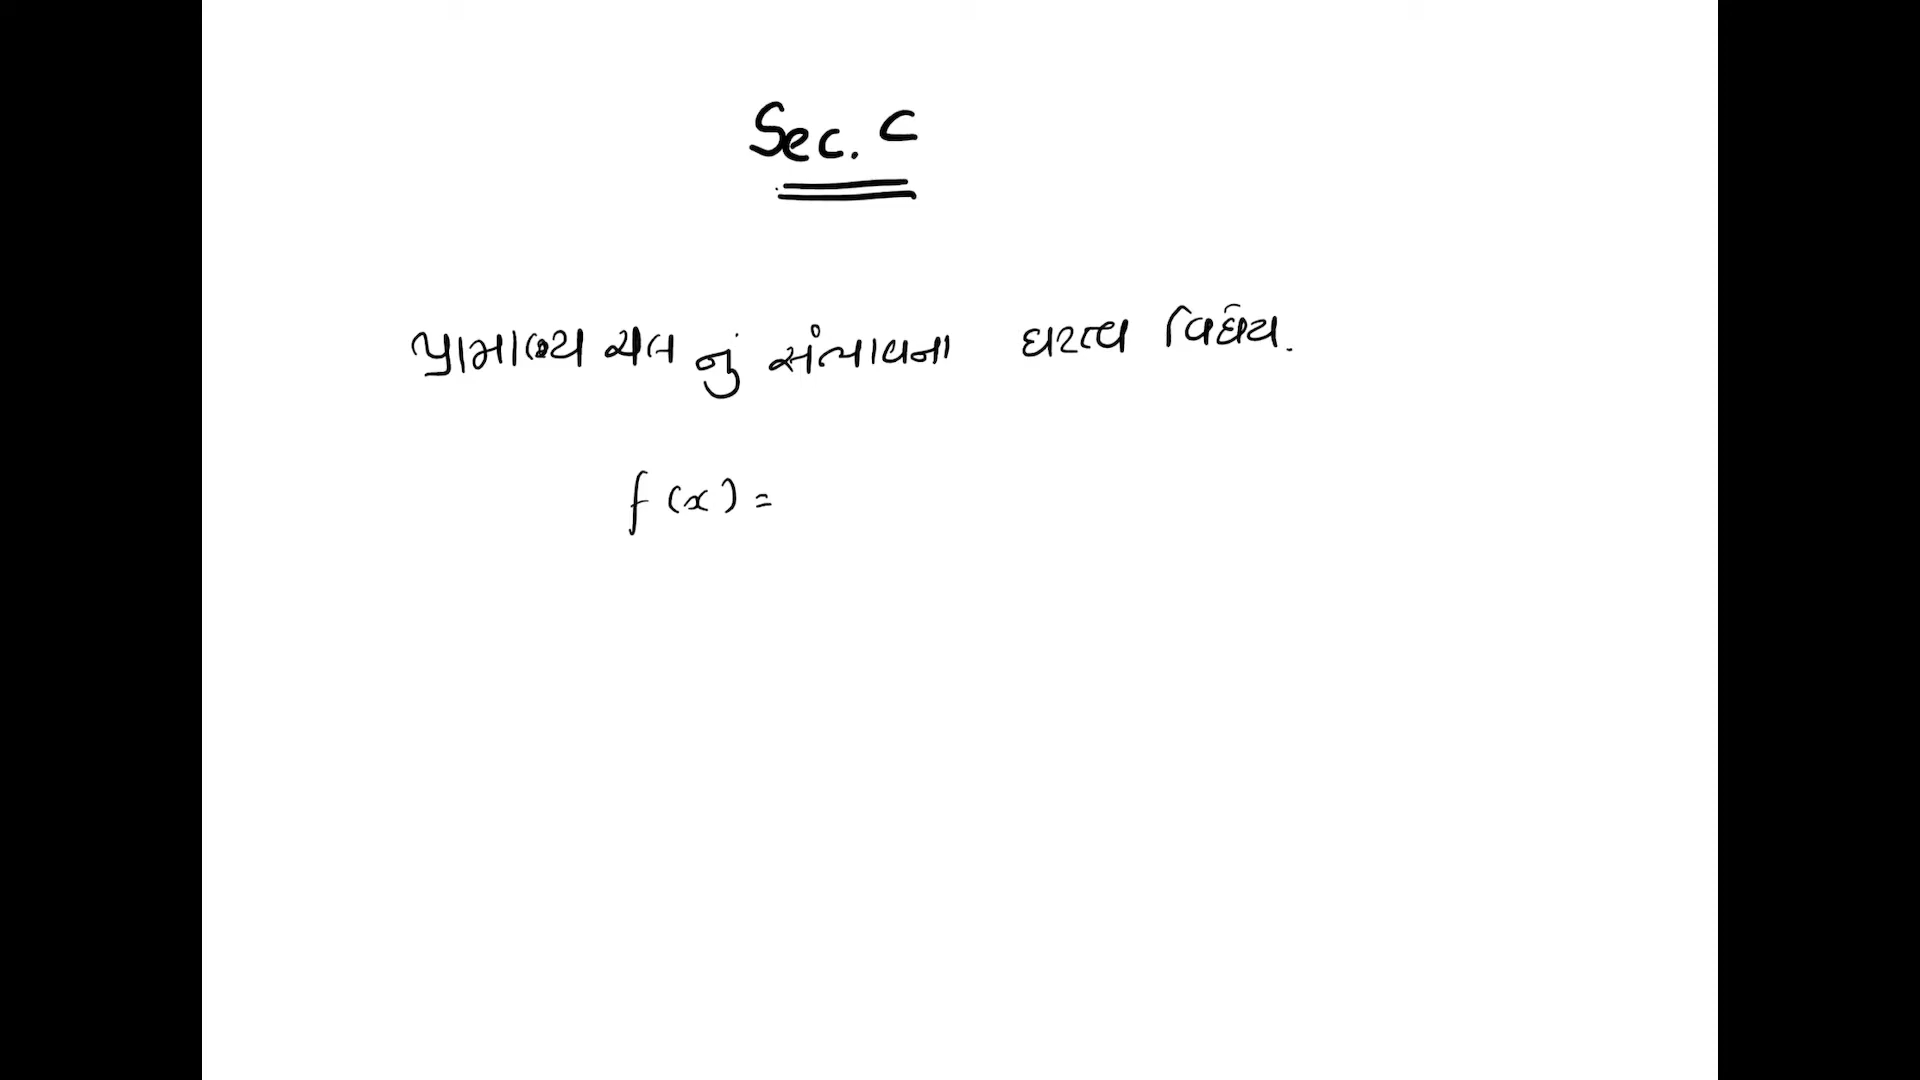 Sec. C
પ્રામાણ્ય ચલ નું સંભાવના ઘટત્વ વિધેય.
f(x) =